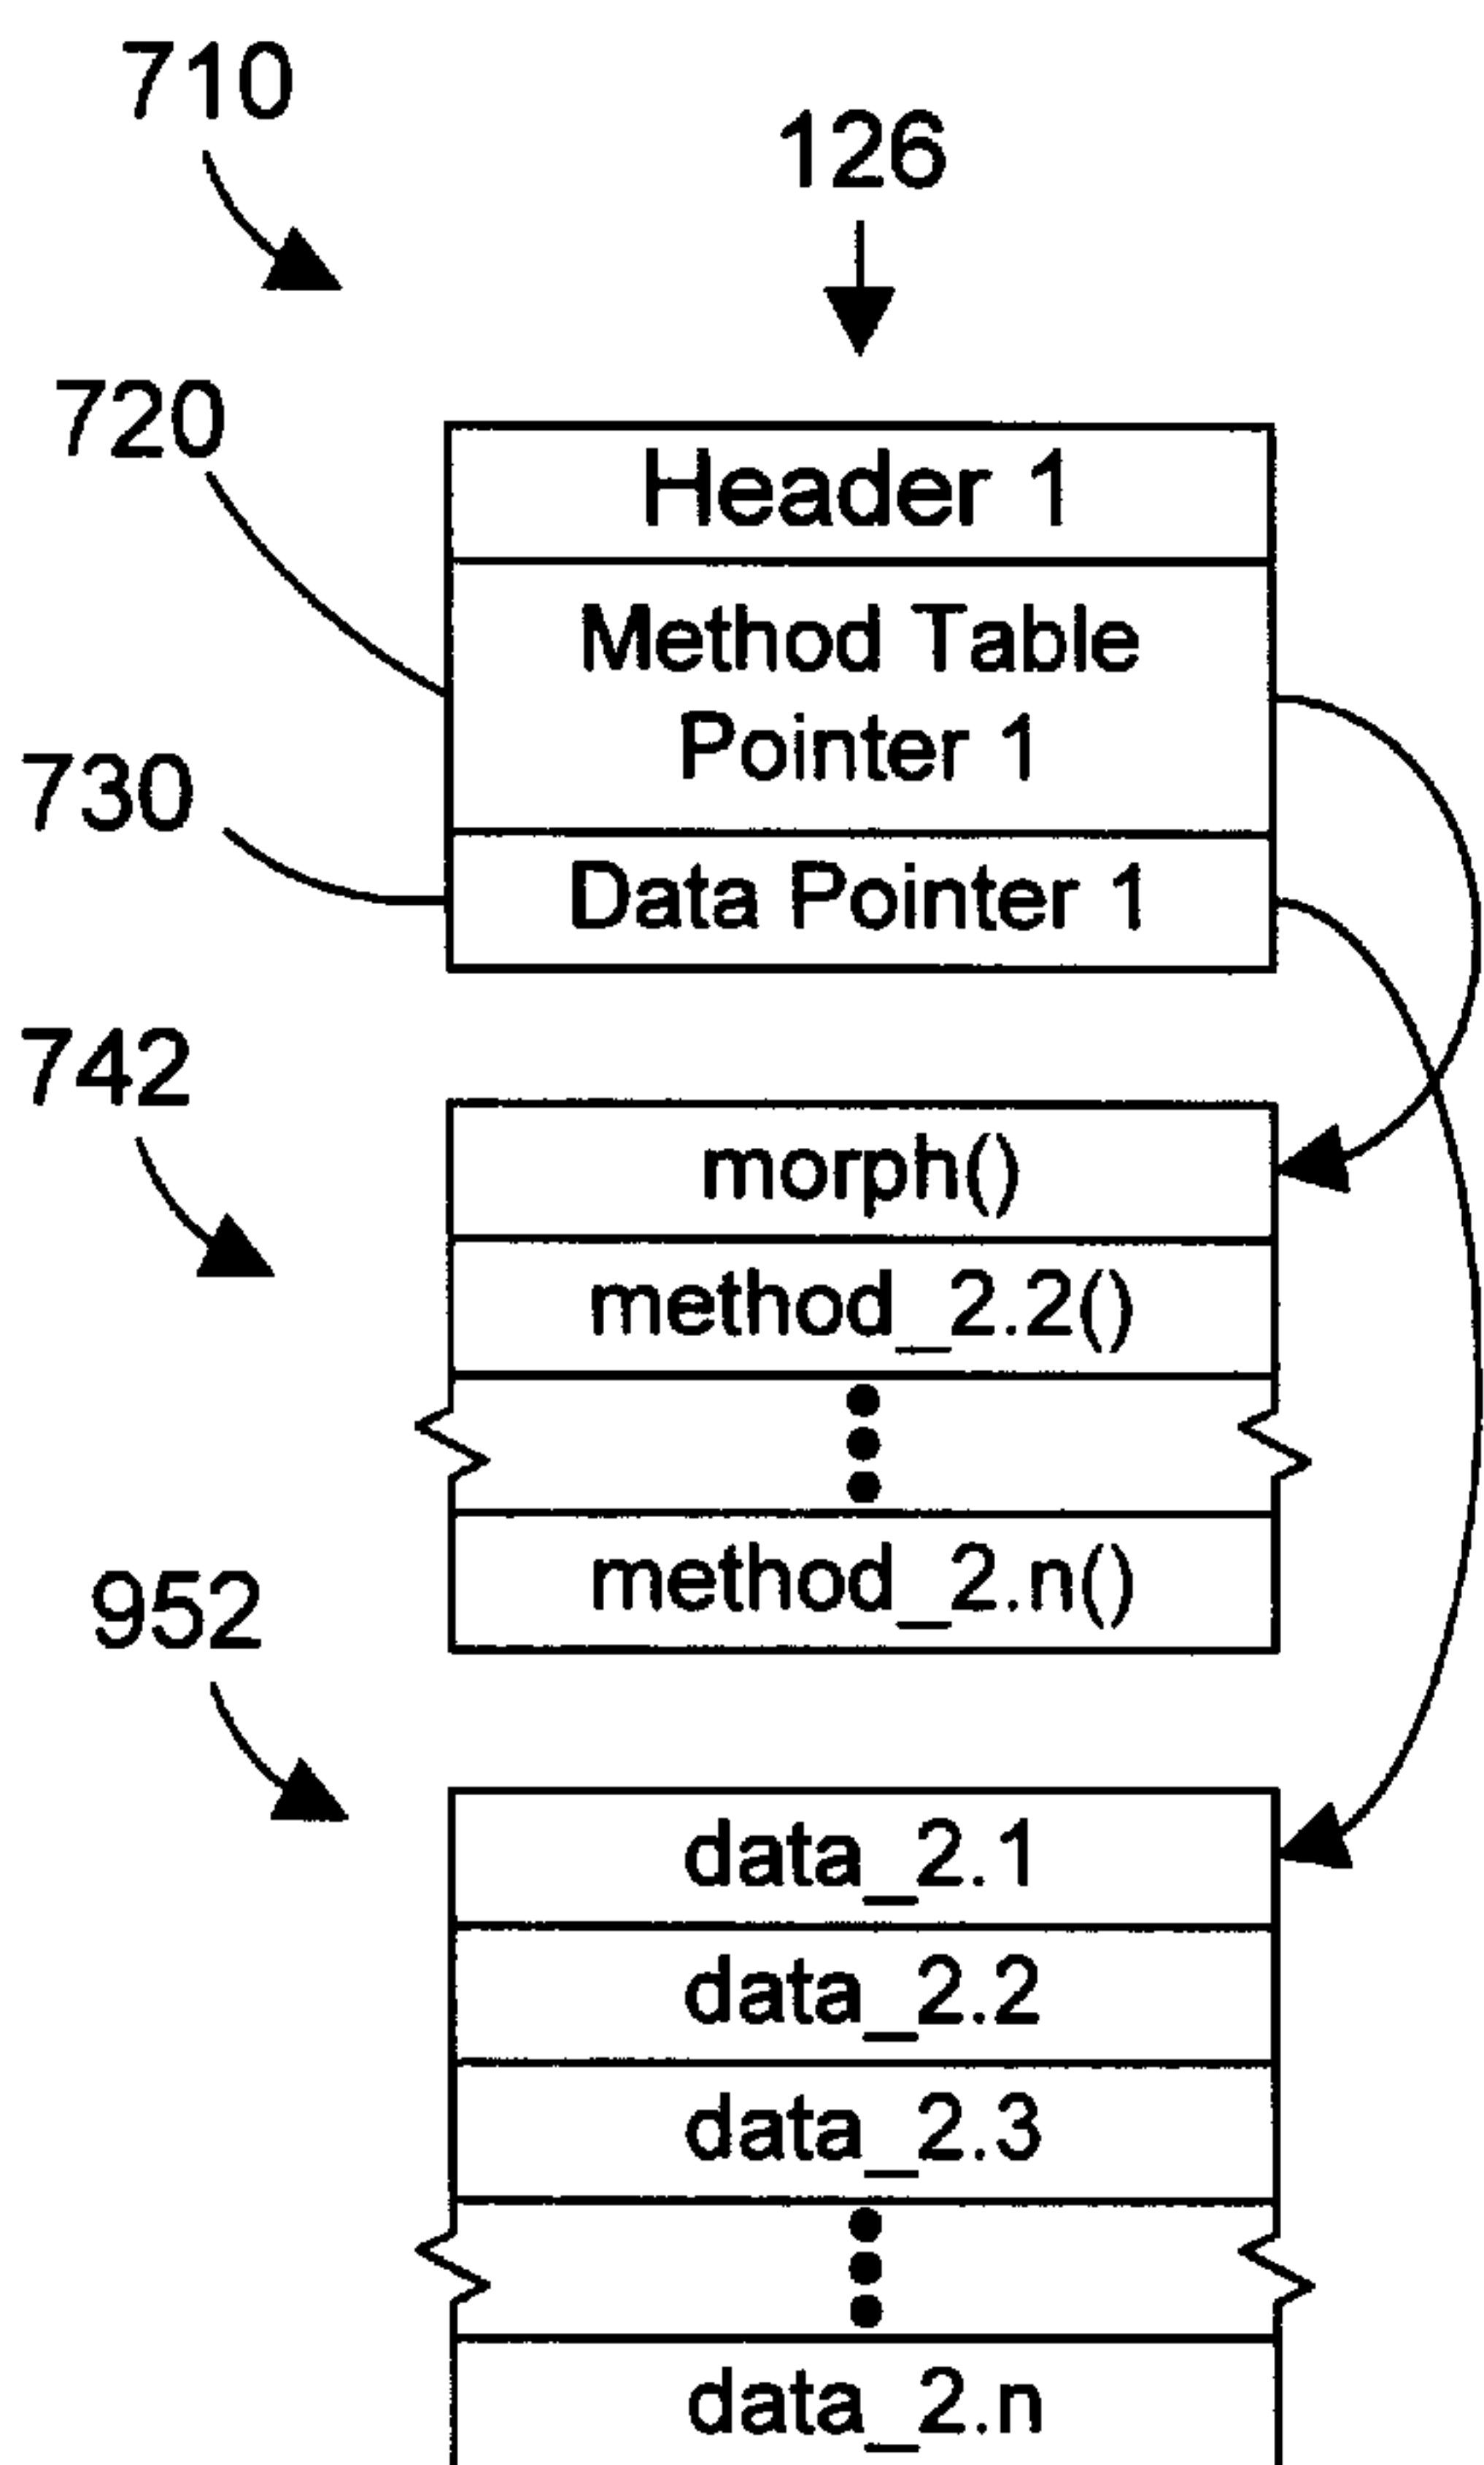 710
126
720
Header 1
Method Table
Pointer 1
730
Data Pointer 1
742
morph()
method_2.2()
method_2.n()
952
data_2.1
data_2.2
data_2.3
data_2.n